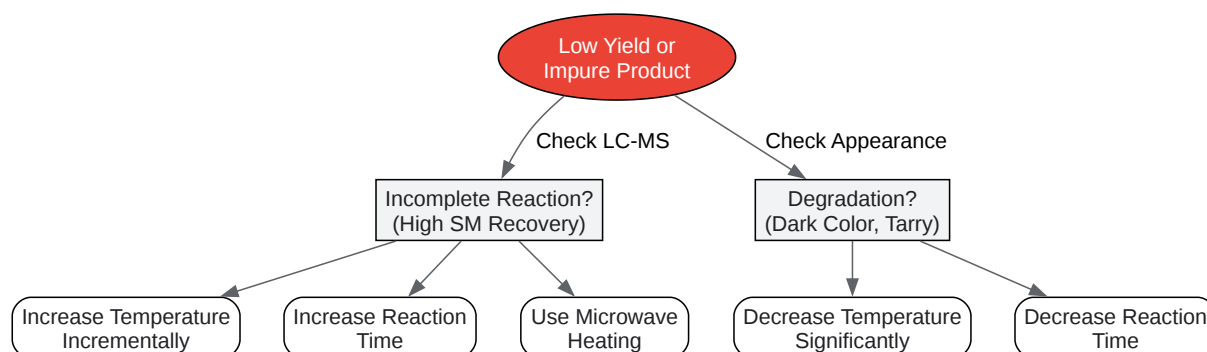 Low Yield or
Impure Product
Check LC-MS
Check Appearance
Incomplete Reaction?
(High SM Recovery)
Degradation?
(Dark Color, Tarry)
Increase Temperature
Incrementally
Increase Reaction
Time
Use Microwave
Heating
Decrease Temperature
Significantly
Decrease Reaction
Time